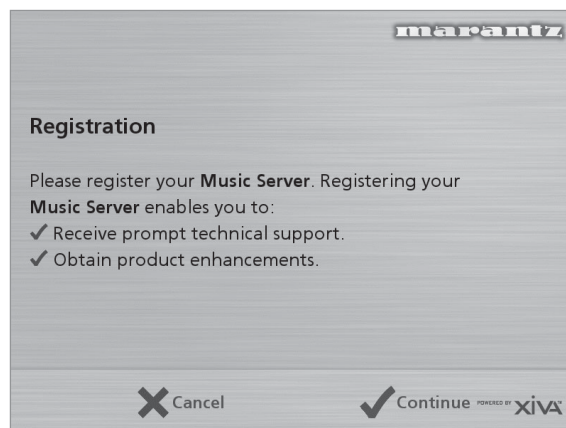 marantz
Registration
Please register your Music Server. Registering your
Music Server enables you to:
✓ Receive prompt technical support.
✓ Obtain product enhancements.
Cancel
Continue
POWERED BY XiVA™